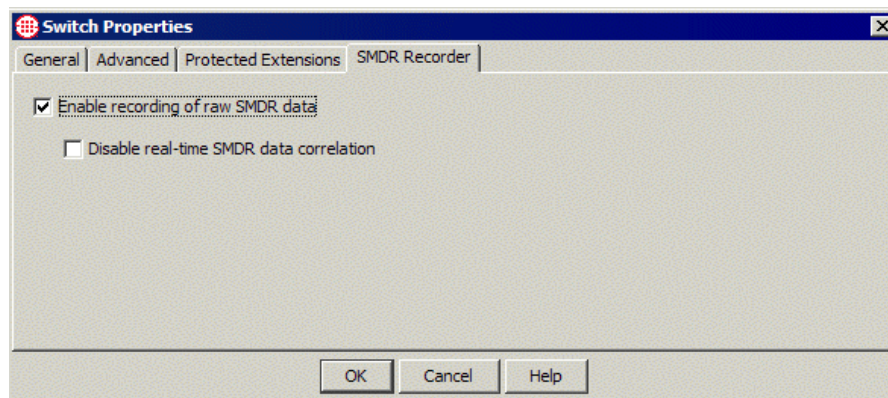 Switch Properties
General Advanced Protected Extensions SMDR Recorder
Enable recording of raw SMDR data
Disable real-time SMDR data correlation
OK Cancel Help